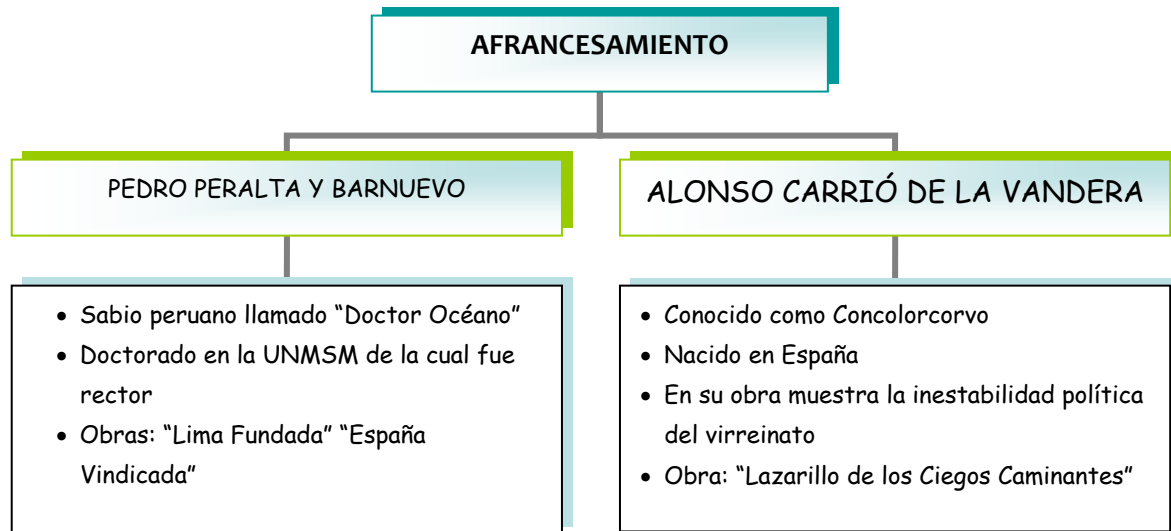 AFRANCESAMIENTO
PEDRO PERALTA Y BARNUEVO
• Sabio peruano llamado “Doctor Océano”
• Doctorado en la UNMSM de la cual fue
rector
• Obras: “Lima Fundada” “España
Vindicada”
ALONSO CARRIÓ DE LA VANDERA
• Conocido como Concolorcorvo
• Nacido en España
• En su obra muestra la inestabilidad política
del virreinato
• Obra: “Lazarillo de los Ciegos Caminantes”